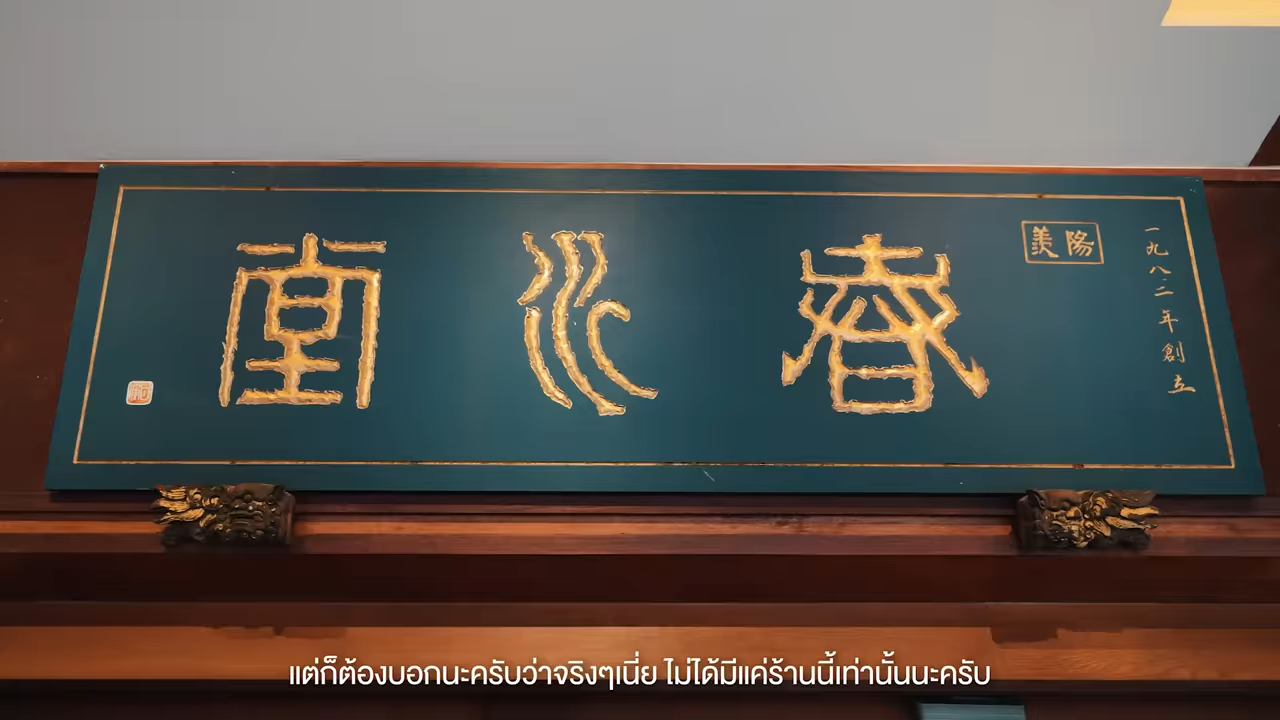 一九八三年創立
陽羨
春水堂
แต่ก็ต้องบอกนะครับว่าจริงๆเนี่ย ไม่ได้มีแค่ร้านนี้เท่านั้นนะครับ